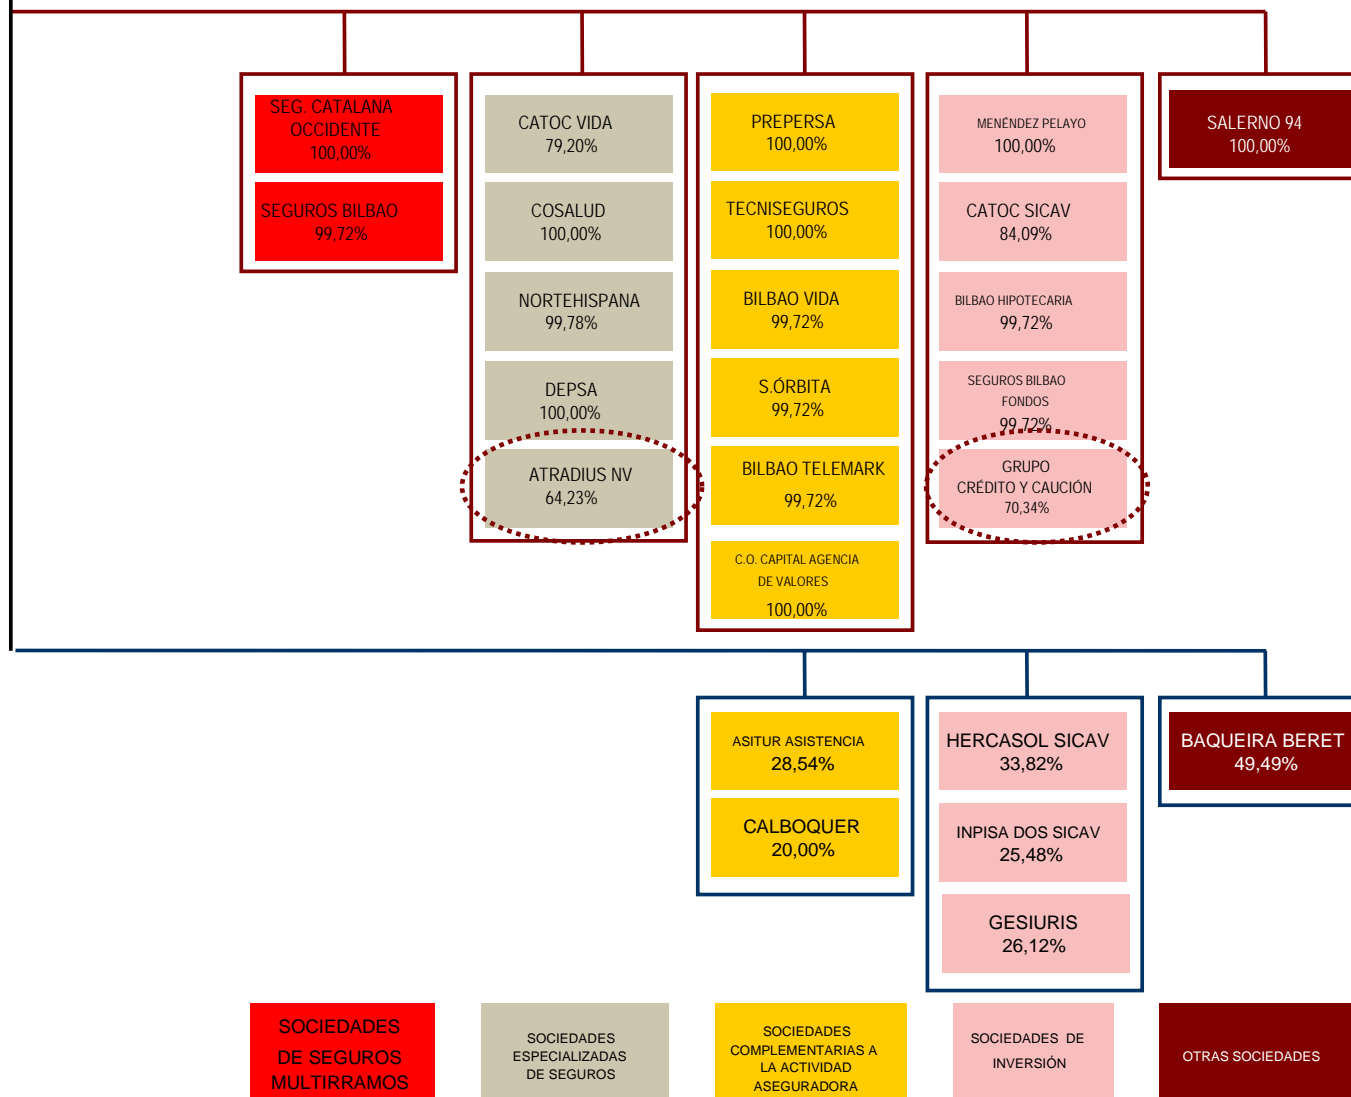 SEG. CATALANA
OCCIDENTE
100,00%
SEGUROS BILBAO
99,72%
CATOC VIDA
79,20%
COSALUD
100,00%
NORTEHISPANA
99,78%
DEPSA
100,00%
ATRADIUS NV
64,23%
PREPERSA
100,00%
TECNISEGUROS
100,00%
BILBAO VIDA
99,72%
S.ÓRBITA
99,72%
BILBAO TELEMARK
99,72%
C.O. CAPITAL AGENCIA
DE VALORES
100,00%
MENÉNDEZ PELAYO
100,00%
CATOC SICAV
84,09%
BILBAO HIPOTECARIA
99,72%
SEGUROS BILBAO
FONDOS
99,72%
GRUPO
CRÉDITO Y CAUCIÓN
70,34%
SALERNO 94
100,00%
ASITUR ASISTENCIA
28,54%
CALBOQUER
20,00%
HERCASOL SICAV
33,82%
INPISA DOS SICAV
25,48%
GESIURIS
26,12%
BAQUEIRA BERET
49,49%
SOCIEDADES
DE SEGUROS
MULTIRRAMOS
SOCIEDADES
ESPECIALIZADAS
DE SEGUROS
SOCIEDADES
COMPLEMENTARIAS A
LA ACTIVIDAD
ASEGURADORA
SOCIEDADES DE
INVERSIÓN
OTRAS SOCIEDADES